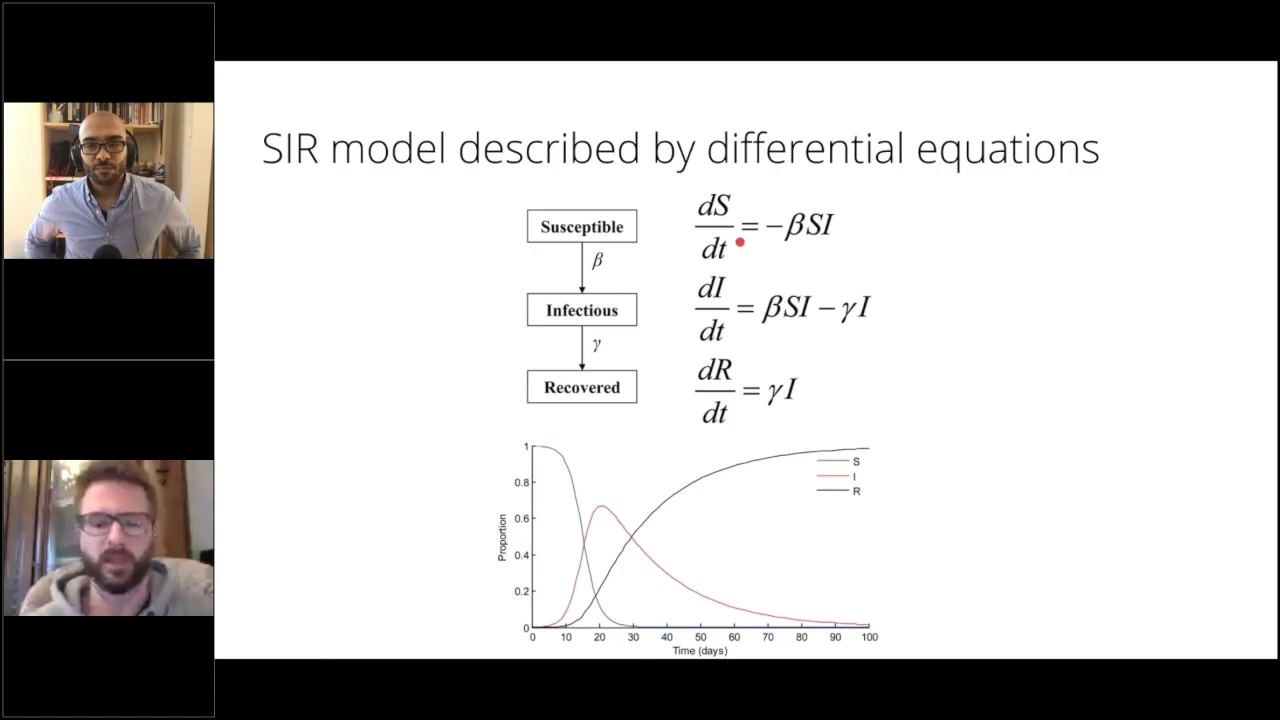 SIR model described by differential equations
Susceptible
β
Infectious
γ
Recovered
dS/dt = −βSI
dI/dt = βSI − γI
dR/dt = γI
1
0.8
0.6
0.4
0.2
0
Proportion
0 10 20 30 40 50 60 70 80 90 100
Time (days)
S
I
R